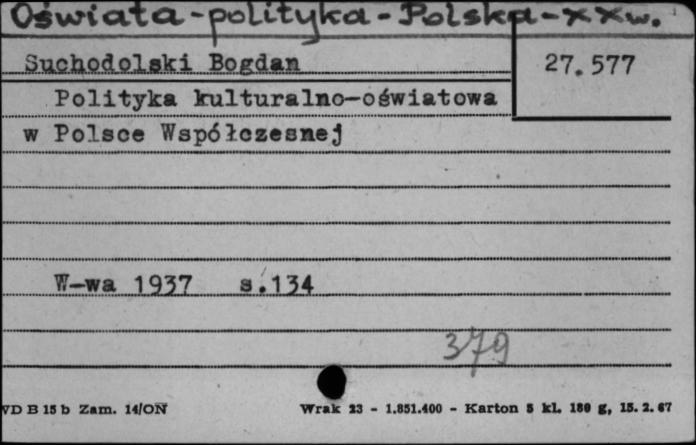 Oświata-polityka-Polska-XXw.
Suchodolski Bogdan
27.577
Polityka kulturalno-oświatowa
w Polsce Współczesnej
W-wa 1937 s.134
379
VD B 15 b Zam. 14/ON Wrak 23 - 1.851.400 - Karton 5 kl. 180 g, 15. 2. 67